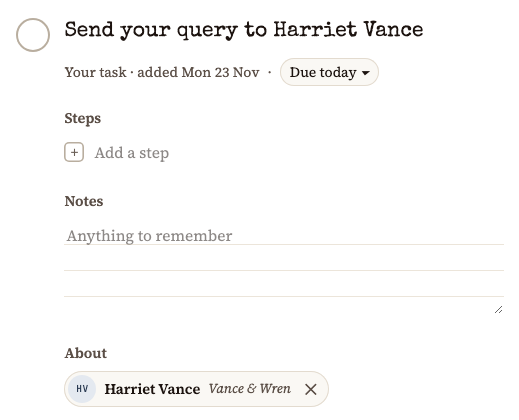 Send your query to Harriet Vance
Your task · added Mon 23 Nov · Due today
Steps
+ Add a step
Notes
Anything to remember
About
HV Harriet Vance Vance & Wren